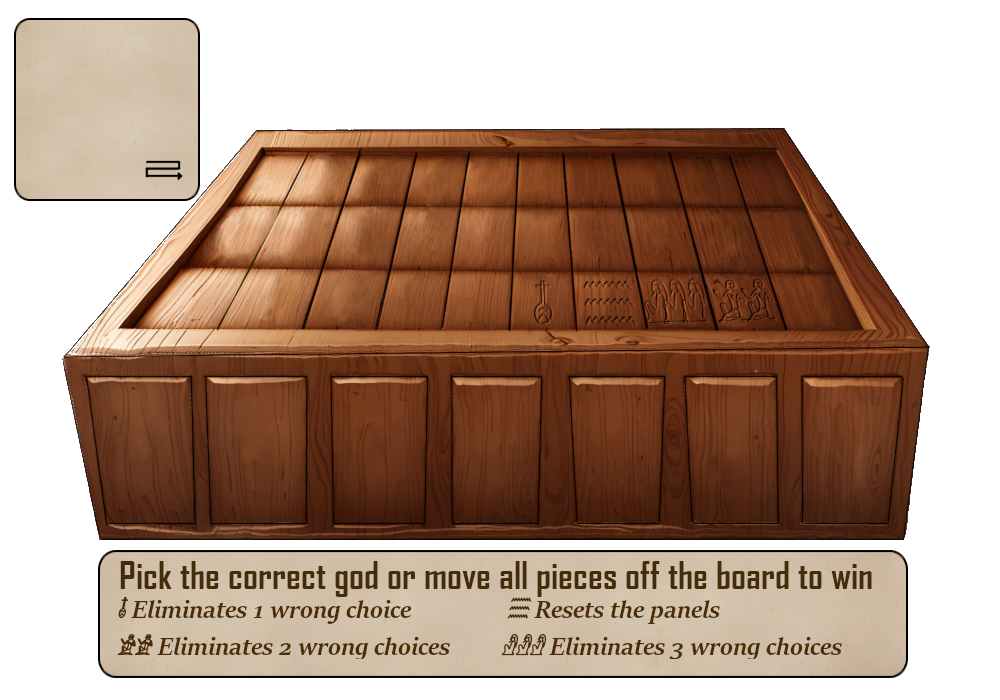 Pick the correct god or move all pieces off the board to win
Eliminates 1 wrong choice
Resets the panels
Eliminates 2 wrong choices
Eliminates 3 wrong choices